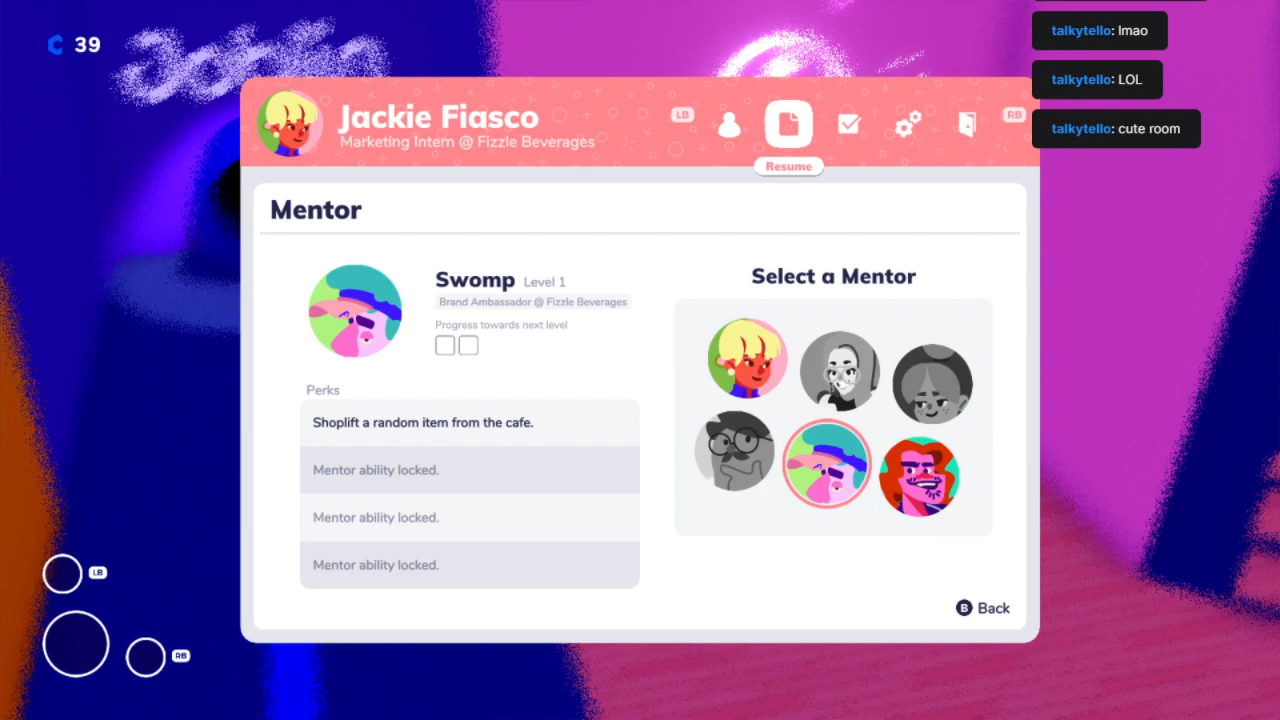 39
talkytello: lmao
talkytello: LOL
talkytello: cute room
Jackie Fiasco
Marketing Intern @ Fizzle Beverages
LB
RB
Resume
Mentor
Swomp Level 1
Brand Ambassador @ Fizzle Beverages
Progress towards next level
Perks
Shoplift a random item from the cafe.
Mentor ability locked.
Mentor ability locked.
Mentor ability locked.
Select a Mentor
B Back
LB
RB